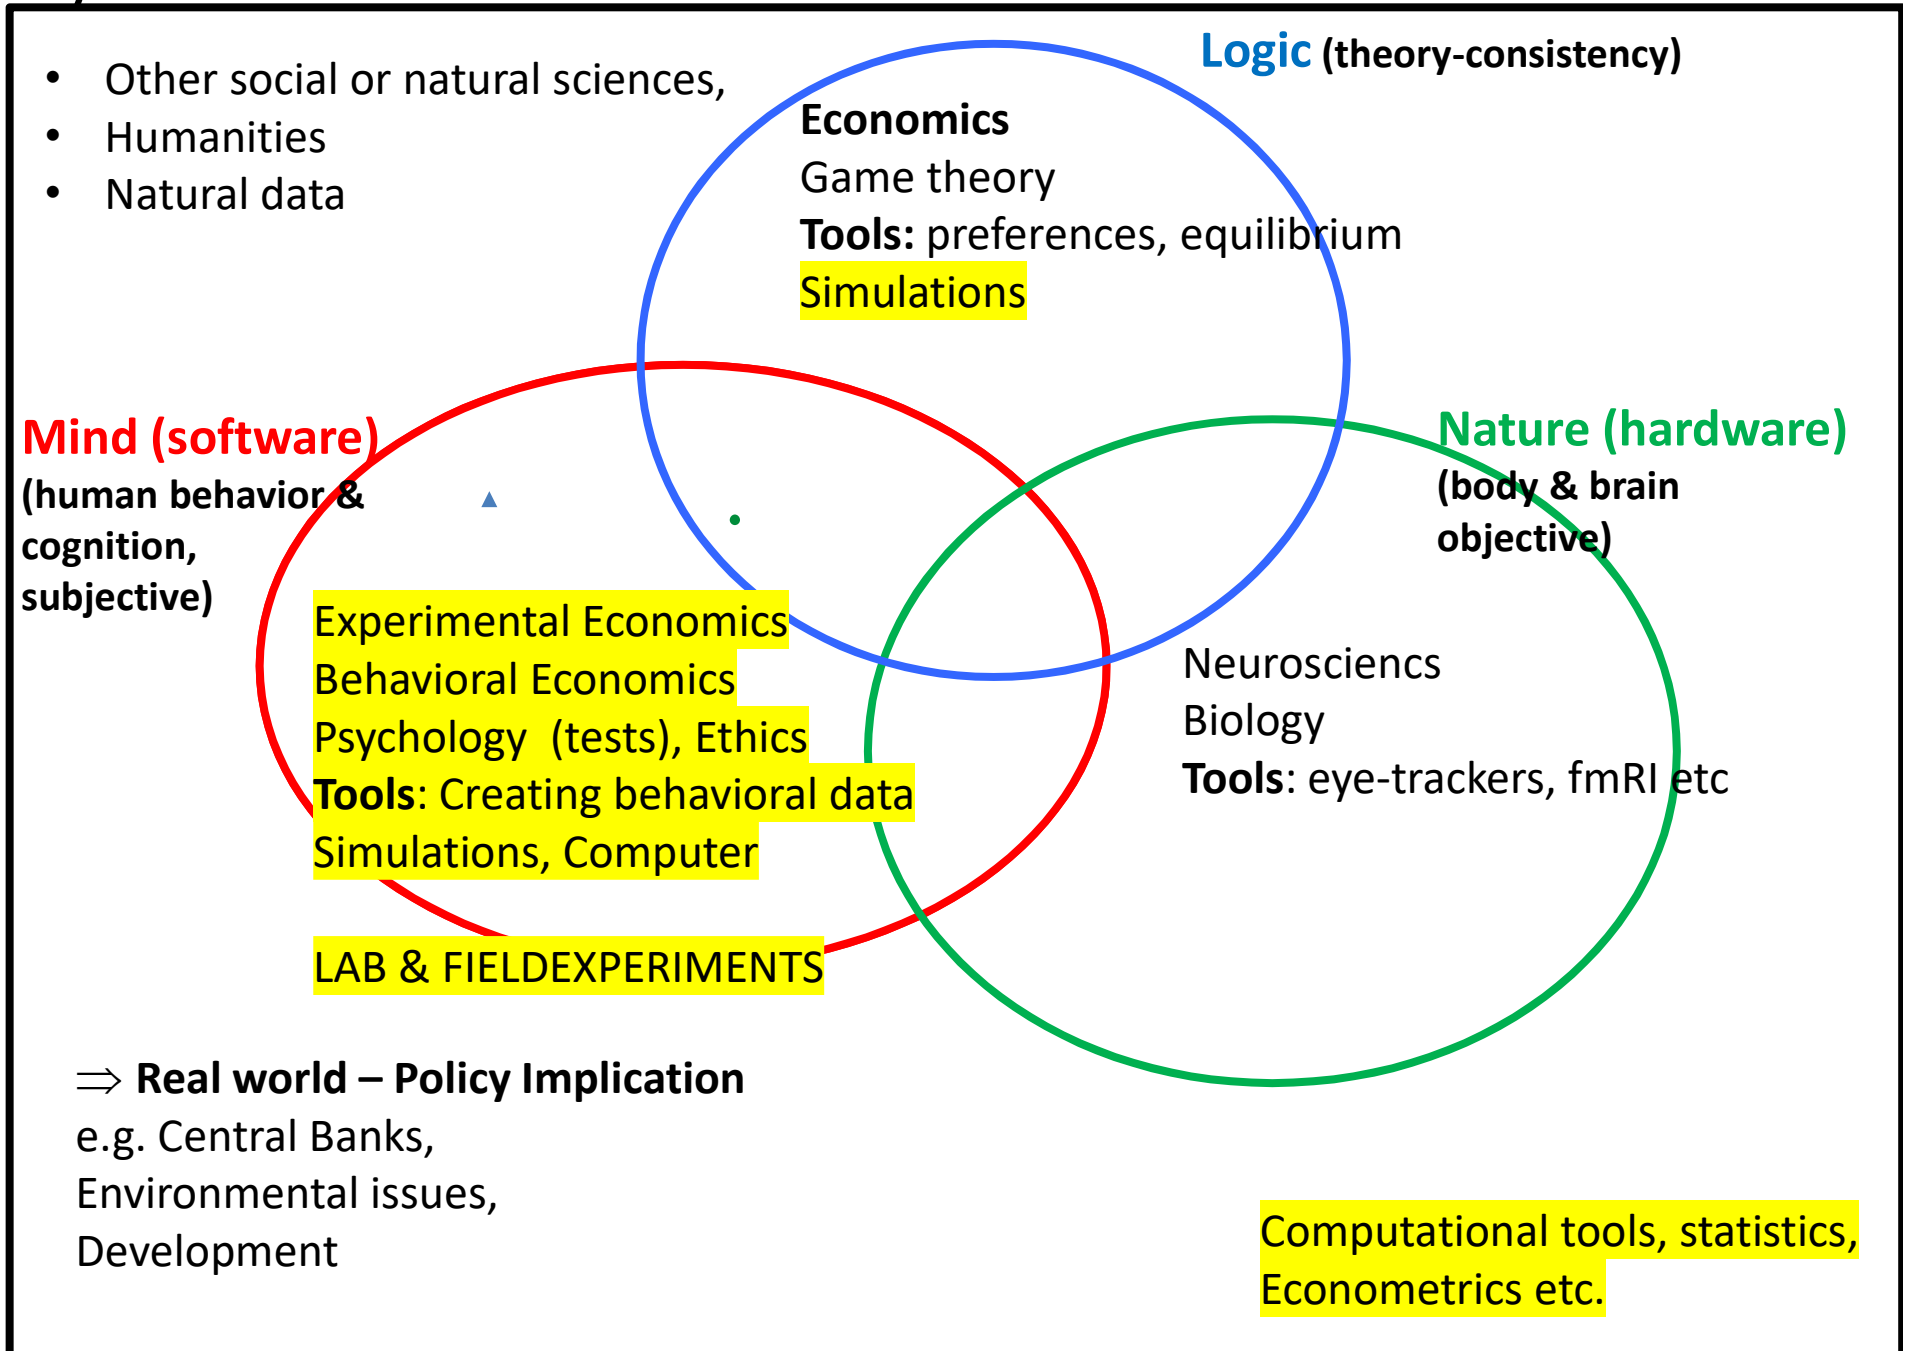 • Other social or natural sciences,
• Humanities
• Natural data
Logic (theory-consistency)
Economics
Game theory
Tools: preferences, equilibrium
Simulations
Mind (software)
(human behavior &
cognition,
subjective)
Nature (hardware)
(body & brain
objective)
Experimental Economics
Behavioral Economics
Psychology (tests), Ethics
Tools: Creating behavioral data
Simulations, Computer
LAB & FIELDEXPERIMENTS
Neurosciencs
Biology
Tools: eye-trackers, fmRI etc
⇒ Real world – Policy Implication
e.g. Central Banks,
Environmental issues,
Development
Computational tools, statistics,
Econometrics etc.